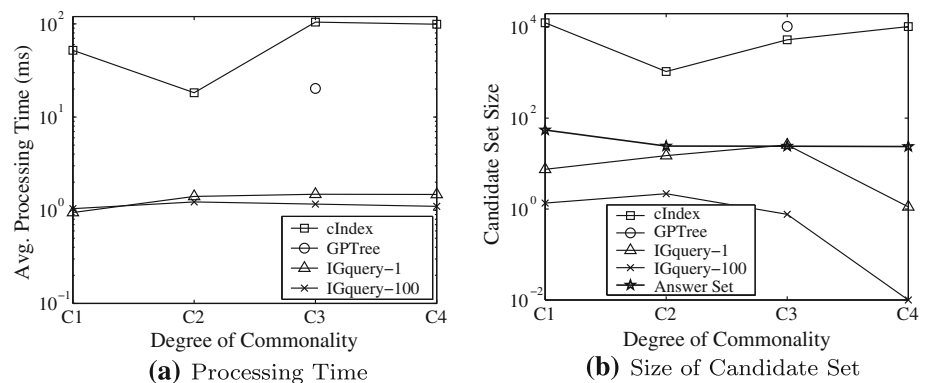 Avg. Processing Time (ms)
10^2
10^1
10^0
10^-1
C1 C2 C3 C4
Degree of Commonality
cIndex
GPTree
IGquery-1
IGquery-100
(a) Processing Time
Candidate Set Size
10^4
10^2
10^0
10^-2
C1 C2 C3 C4
Degree of Commonality
cIndex
GPTree
IGquery-1
IGquery-100
Answer Set
(b) Size of Candidate Set